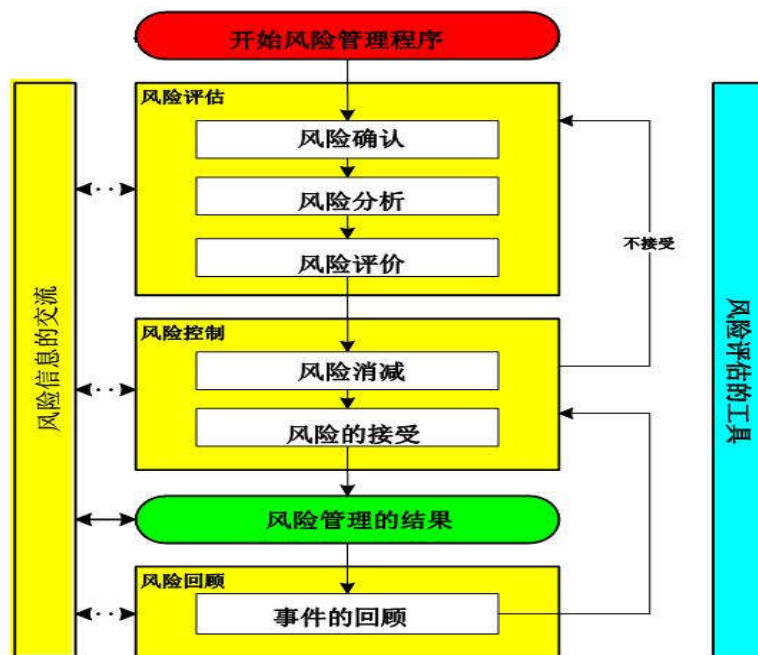 开始风险管理程序
风险评估
风险确认
风险分析
风险评价
不接受
风险控制
风险消减
风险的接受
风险管理的结果
风险回顾
事件的回顾
风险信息的交流
风险评估的工具